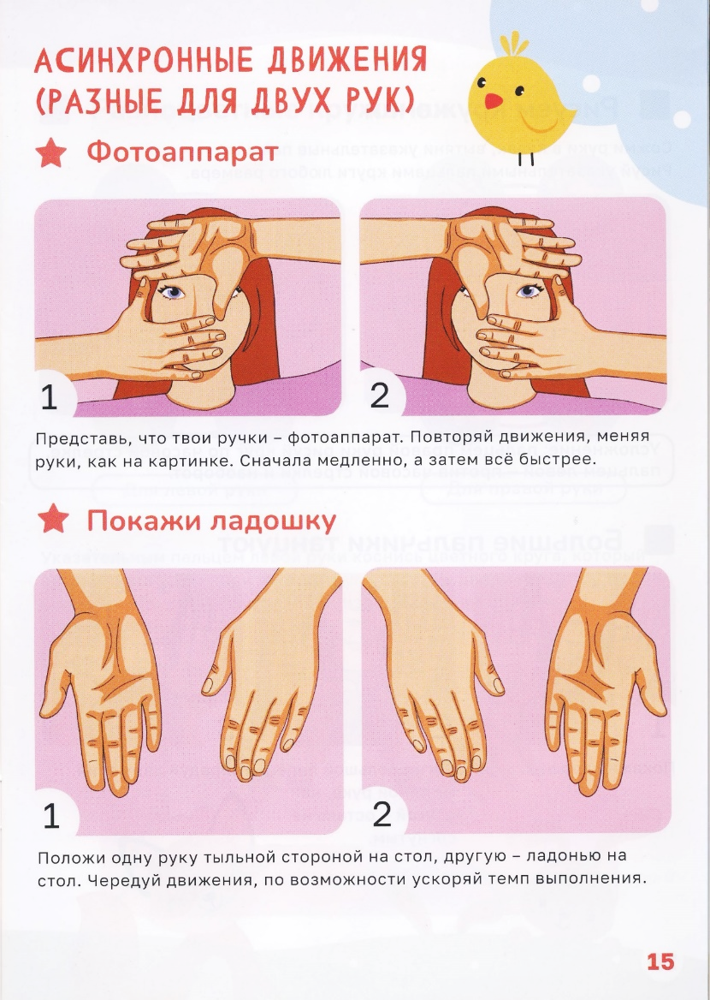 АСИНХРОННЫЕ ДВИЖЕНИЯ
(РАЗНЫЕ ДЛЯ ДВУХ РУК)
Фотоаппарат
1
2
Представь, что твои ручки – фотоаппарат. Повторяй движения, меняя
руки, как на картинке. Сначала медленно, а затем всё быстрее.
Покажи ладошку
1
2
Положи одну руку тыльной стороной на стол, другую – ладонью на
стол. Чередуй движения, по возможности ускоряй темп выполнения.
15